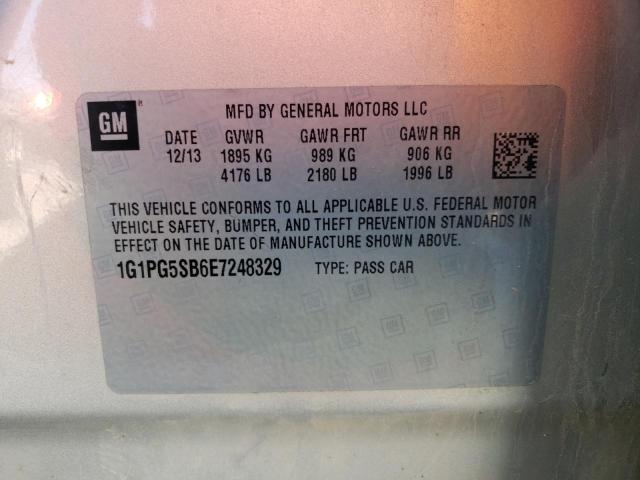 GM ®
MFD BY GENERAL MOTORS LLC
DATE GVWR GAWR FRT GAWR RR
12/13 1895 KG 989 KG 906 KG
4176 LB 2180 LB 1996 LB
THIS VEHICLE CONFORMS TO ALL APPLICABLE U.S. FEDERAL MOTOR
VEHICLE SAFETY, BUMPER, AND THEFT PREVENTION STANDARDS IN
EFFECT ON THE DATE OF MANUFACTURE SHOWN ABOVE.
1G1PG5SB6E7248329 TYPE: PASS CAR